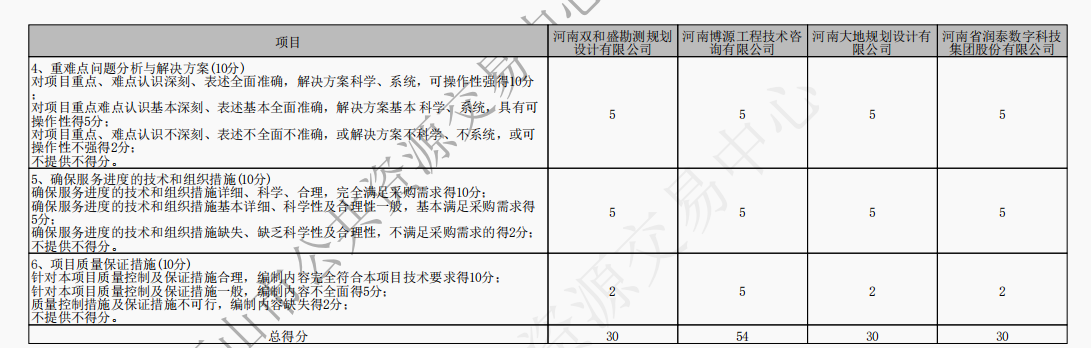 项目
河南双和盛勘测规划
设计有限公司
河南博源工程技术咨
询有限公司
河南大地规划设计有
限公司
河南省润泰数字科技
集团股份有限公司
4、重难点问题分析与解决方案(10分)
对项目重点、难点认识深刻、表述全面准确，解决方案科学、系统，可操作性强得10分
；
对项目重点难点认识基本深刻、表述基本全面准确，解决方案基本 科学、系统，具有可
操作性得5分；
对项目重点、难点认识不深刻、表述不全面不准确，或解决方案不科学、不系统，或可
操作性不强得2分；
不提供不得分。
5
5
5
5
5、确保服务进度的技术和组织措施(10分)
确保服务进度的技术和组织措施详细、科学、合理，完全满足采购需求得10分；
确保服务进度的技术和组织措施基本详细、科学性及合理性一般，基本满足采购需求得
5分；
确保服务进度的技术和组织措施缺失、缺乏科学性及合理性，不满足采购需求的得2分；
不提供不得分。
5
5
5
5
6、项目质量保证措施(10分)
针对本项目质量控制及保证措施合理，编制内容完全符合本项目技术要求得10分；
针对本项目质量控制及保证措施一般，编制内容不全面得5分；
质量控制措施及保证措施不可行，编制内容缺失得2分；
不提供不得分。
2
5
2
2
总得分
30
54
30
30
山市公共资源交易中心
资源交易中心